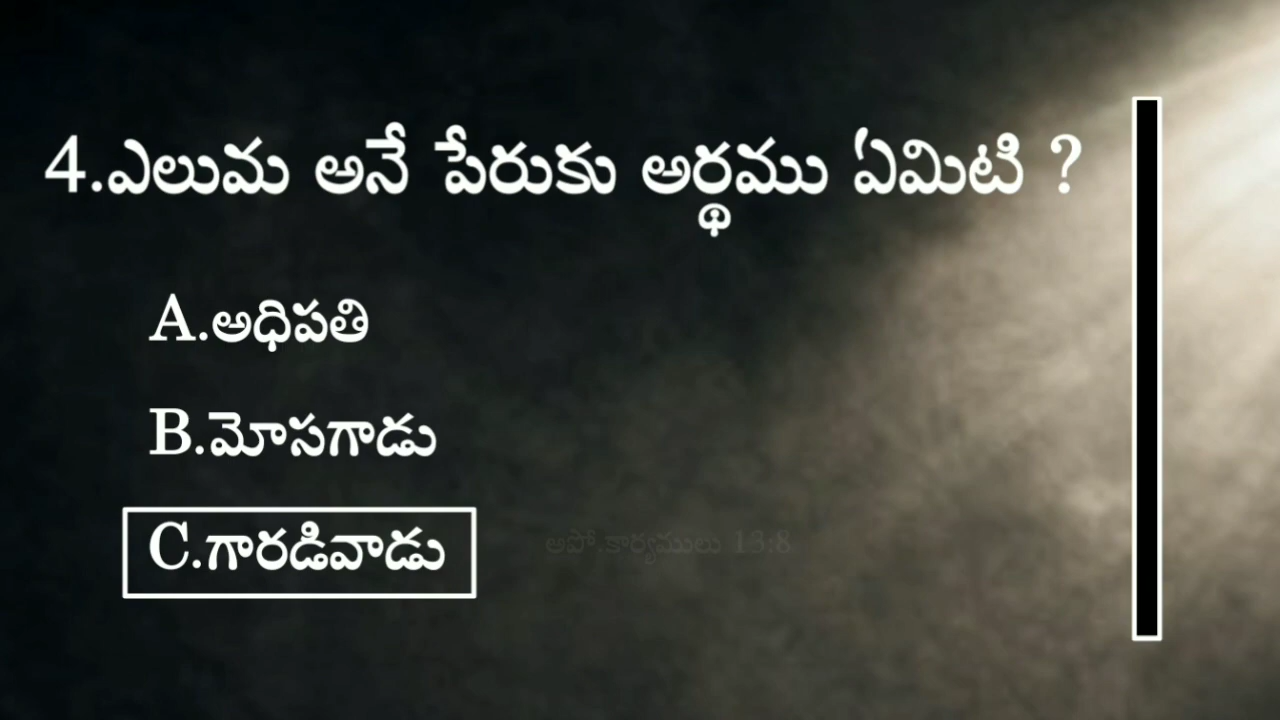 4.ఎలుమ అనే పేరుకు అర్థము ఏమిటి ?
A.అధిపతి
B.మోసగాడు
C.గారడివాడు
అపో.కార్యములు 13:8